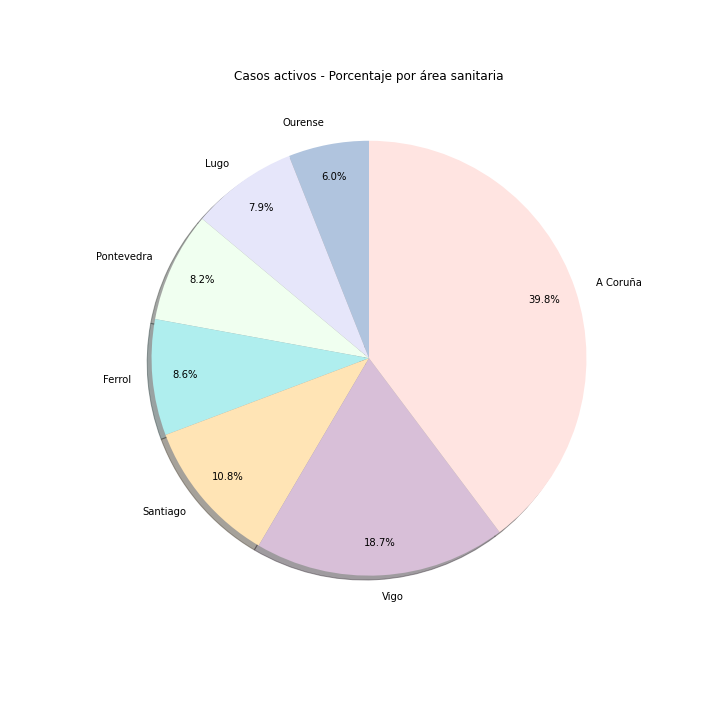 Casos activos - Porcentaje por área sanitaria
Ourense
6.0%
Lugo
7.9%
Pontevedra
8.2%
Ferrol
8.6%
Santiago
10.8%
Vigo
18.7%
A Coruña
39.8%